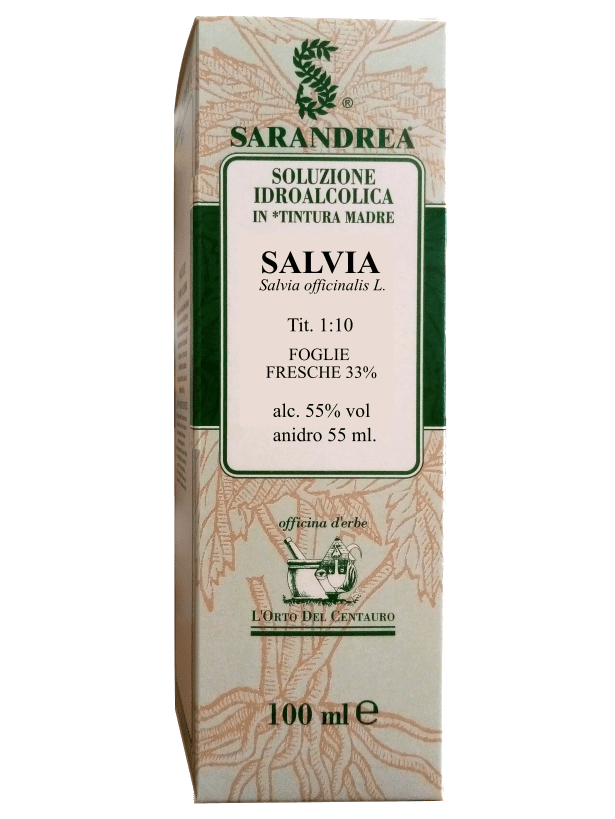 ®
SARANDREA
SOLUZIONE
IDROALCOLICA
IN *TINTURA MADRE
SALVIA
Salvia officinalis L.
Tit. 1:10
FOGLIE
FRESCHE 33%
alc. 55% vol
anidro 55 ml.
officina d'erbe
L'ORTO DEL CENTAURO
100 ml e